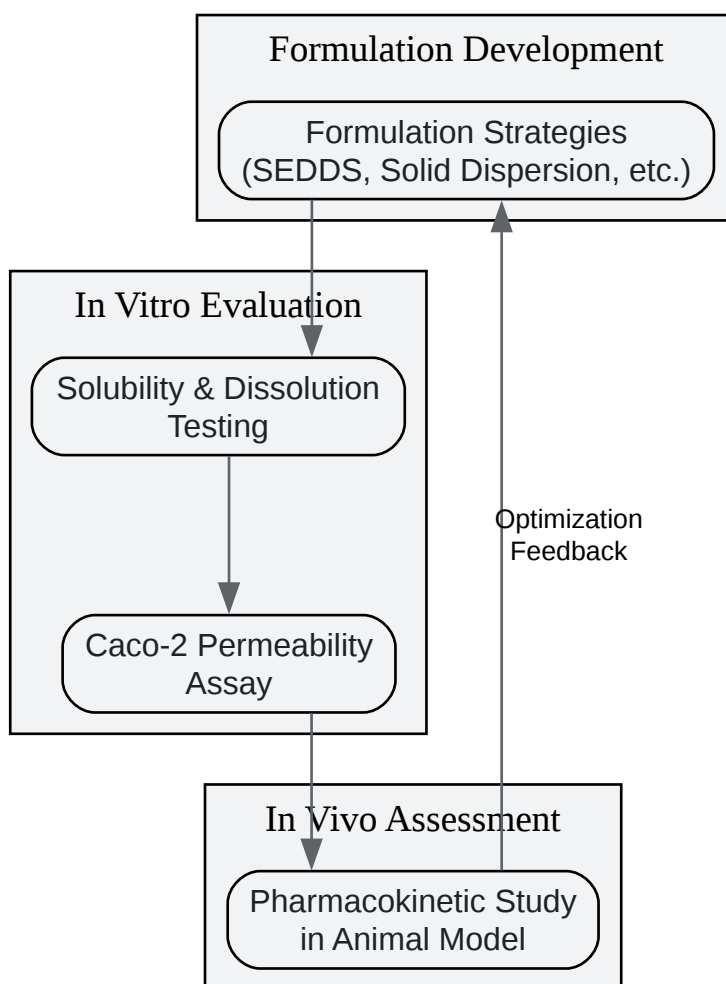 Formulation Development
Formulation Strategies
(SEDDS, Solid Dispersion, etc.)
In Vitro Evaluation
Solubility & Dissolution
Testing
Optimization
Feedback
Caco-2 Permeability
Assay
In Vivo Assessment
Pharmacokinetic Study
in Animal Model